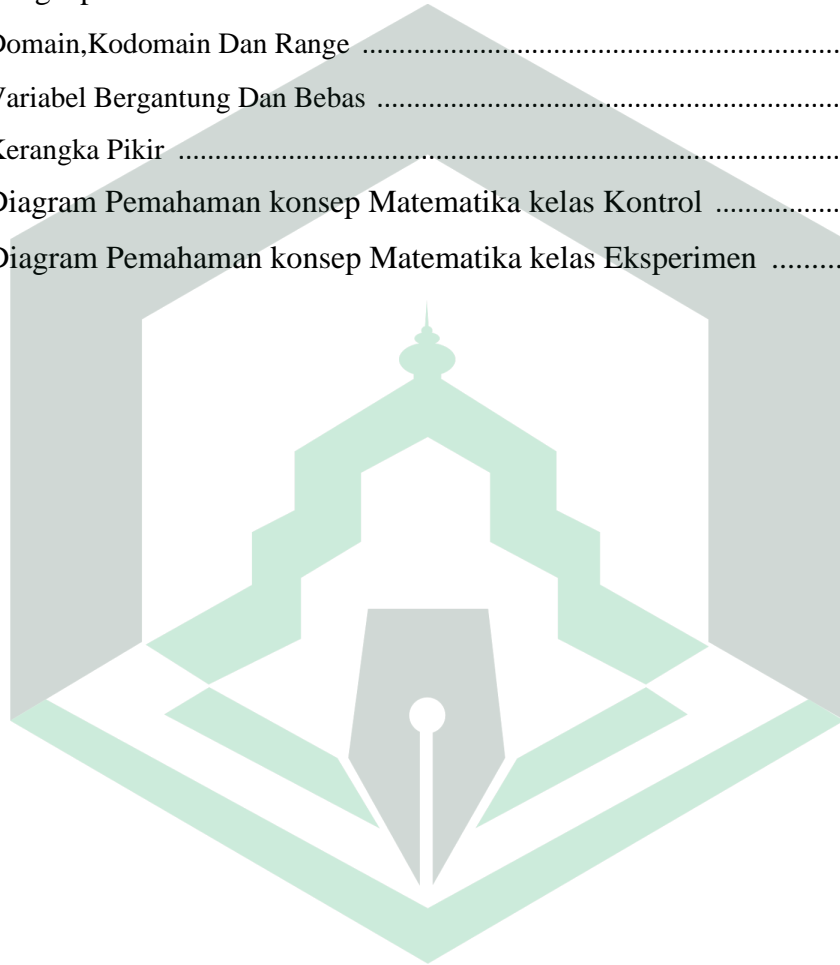 Domain,Kodomain Dan Range ................................................................
Variabel Bergantung Dan Bebas ..............................................................
Kerangka Pikir .........................................................................................
Diagram Pemahaman konsep Matematika kelas Kontrol .................
Diagram Pemahaman konsep Matematika kelas Eksperimen .........